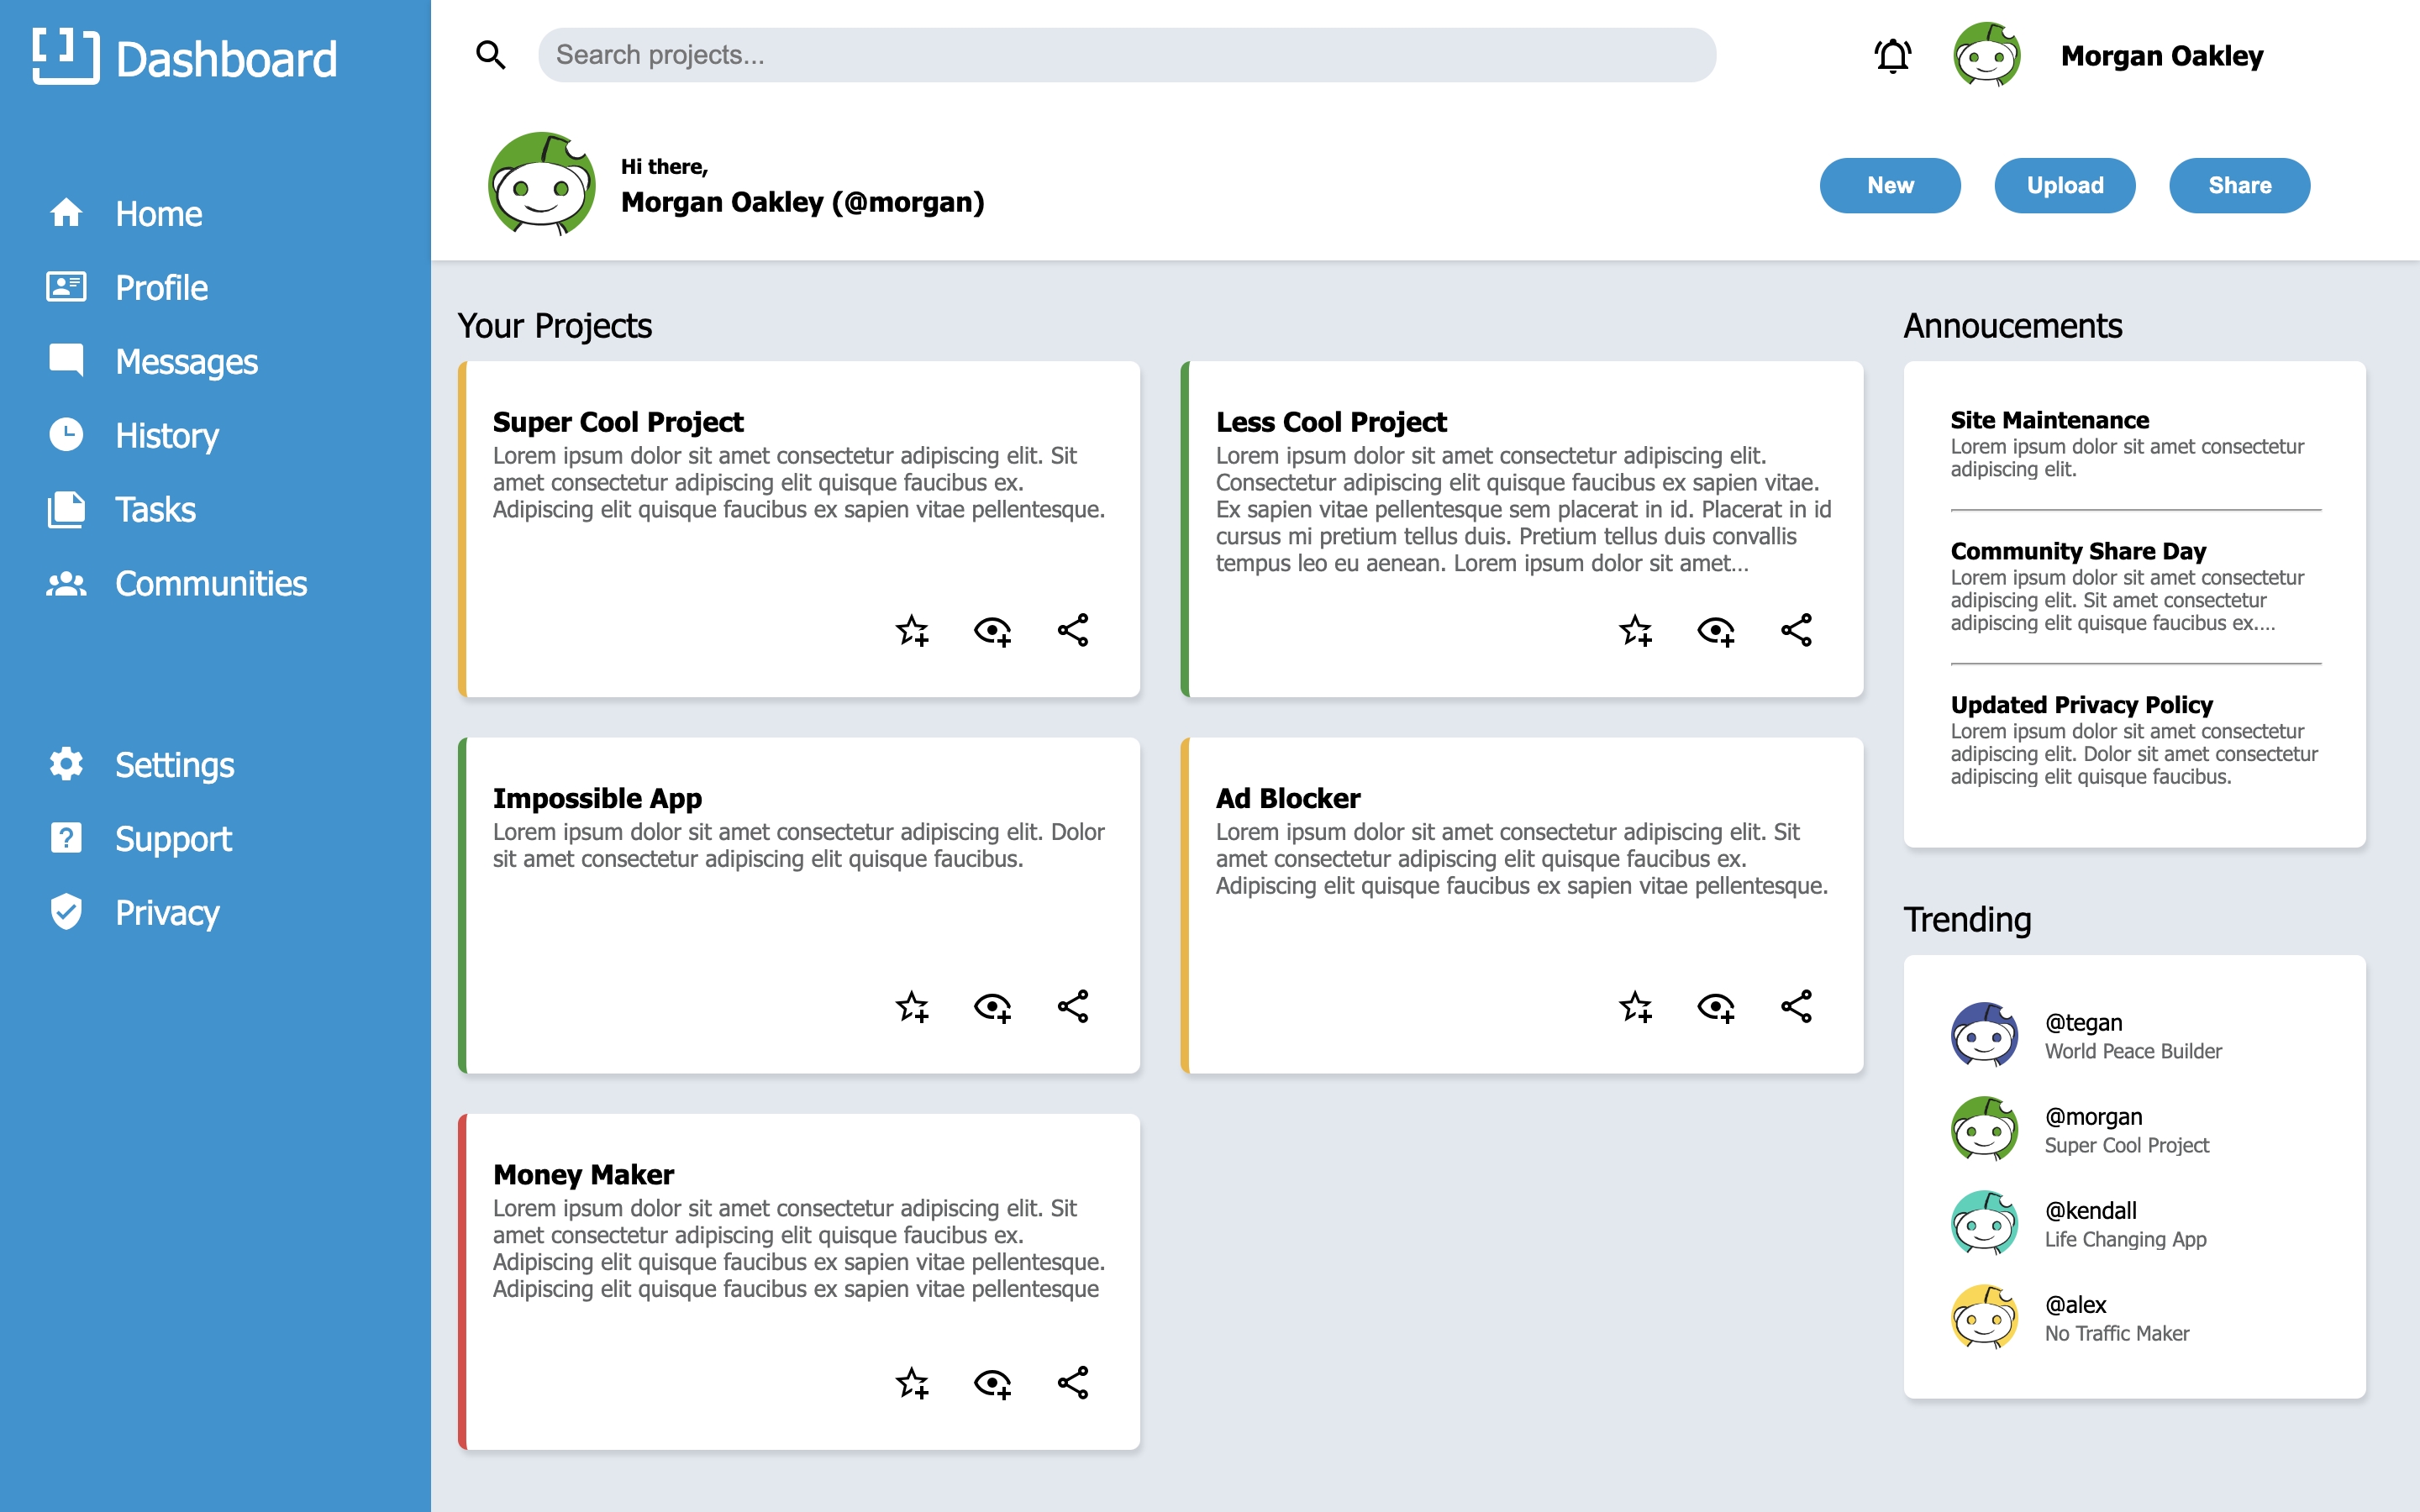 Dashboard
Home
Profile
Messages
History
Tasks
Communities
Settings
Support
Privacy
Search projects...
Morgan Oakley
Hi there,
Morgan Oakley (@morgan)
New
Upload
Share
Your Projects
Super Cool Project
Lorem ipsum dolor sit amet consectetur adipiscing elit. Sit
amet consectetur adipiscing elit quisque faucibus ex.
Adipiscing elit quisque faucibus ex sapien vitae pellentesque.
Less Cool Project
Lorem ipsum dolor sit amet consectetur adipiscing elit.
Consectetur adipiscing elit quisque faucibus ex sapien vitae.
Ex sapien vitae pellentesque sem placerat in id. Placerat in id
cursus mi pretium tellus duis. Pretium tellus duis convallis
tempus leo eu aenean. Lorem ipsum dolor sit amet...
Impossible App
Lorem ipsum dolor sit amet consectetur adipiscing elit. Dolor
sit amet consectetur adipiscing elit quisque faucibus.
Ad Blocker
Lorem ipsum dolor sit amet consectetur adipiscing elit. Sit
amet consectetur adipiscing elit quisque faucibus ex.
Adipiscing elit quisque faucibus ex sapien vitae pellentesque.
Money Maker
Lorem ipsum dolor sit amet consectetur adipiscing elit. Sit
amet consectetur adipiscing elit quisque faucibus ex.
Adipiscing elit quisque faucibus ex sapien vitae pellentesque.
Adipiscing elit quisque faucibus ex sapien vitae pellentesque
Annoucements
Site Maintenance
Lorem ipsum dolor sit amet consectetur
adipiscing elit.
Community Share Day
Lorem ipsum dolor sit amet consectetur
adipiscing elit. Sit amet consectetur
adipiscing elit quisque faucibus ex....
Updated Privacy Policy
Lorem ipsum dolor sit amet consectetur
adipiscing elit. Dolor sit amet consectetur
adipiscing elit quisque faucibus.
Trending
@tegan
World Peace Builder
@morgan
Super Cool Project
@kendall
Life Changing App
@alex
No Traffic Maker